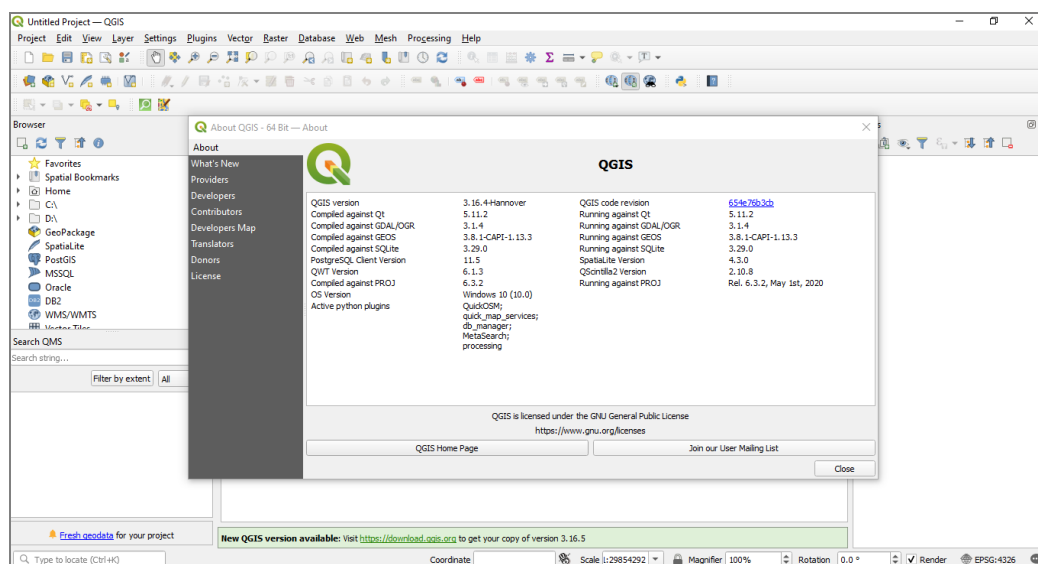 Untitled Project — QGIS
Project Edit View Layer Settings Plugins Vector Raster Database Web Mesh Processing Help
Browser
Favorites
Spatial Bookmarks
Home
C:\
D:\
GeoPackage
SpatiaLite
PostGIS
MSSQL
Oracle
DB2
WMS/WMTS
Vector Tiles
Search QMS
Search string...
Filter by extent All
Fresh geodata for your project
About QGIS - 64 Bit — About
About
What's New
Providers
Developers
Contributors
Developers Map
Translators
Donors
License
QGIS
QGIS version 3.16.4-Hannover QGIS code revision 654e76b3cb
Compiled against Qt 5.11.2 Running against Qt 5.11.2
Compiled against GDAL/OGR 3.1.4 Running against GDAL/OGR 3.1.4
Compiled against GEOS 3.8.1-CAPI-1.13.3 Running against GEOS 3.8.1-CAPI-1.13.3
Compiled against SQLite 3.29.0 Running against SQLite 3.29.0
PostgreSQL Client Version 11.5 SpatiaLite Version 4.3.0
QWT Version 6.1.3 QScintilla2 Version 2.10.8
Compiled against PROJ 6.3.2 Running against PROJ Rel. 6.3.2, May 1st, 2020
OS Version Windows 10 (10.0)
Active python plugins QuickOSM;
quick_map_services;
db_manager;
MetaSearch;
processing
QGIS is licensed under the GNU General Public License
https://www.gnu.org/licenses
QGIS Home Page Join our User Mailing List
Close
New QGIS version available: Visit https://download.qgis.org to get your copy of version 3.16.5
Type to locate (Ctrl+K) Coordinate Scale 1:29854292 Magnifier 100% Rotation 0.0 ° Render EPSG:4326